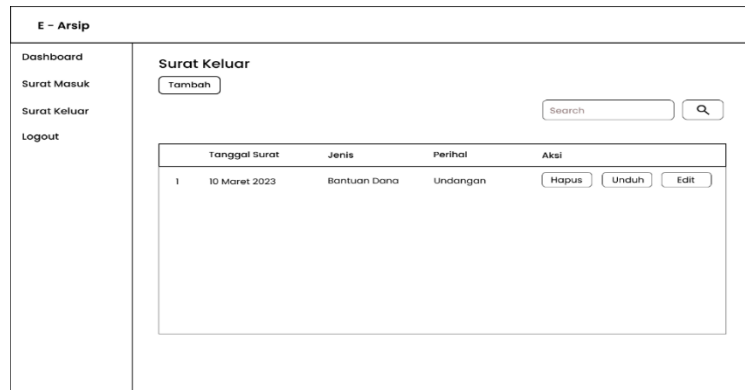 E - Arsip
Dashboard
Surat Masuk
Surat Keluar
Logout
Surat Keluar
Tambah
Search
Tanggal Surat Jenis Perihal Aksi
1 10 Maret 2023 Bantuan Dana Undangan Hapus Unduh Edit